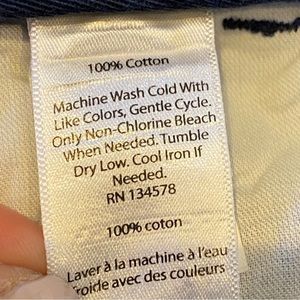 100% Cotton
Machine Wash Cold With
Like Colors, Gentle Cycle.
Only Non-Chlorine Bleach
When Needed. Tumble
Dry Low. Cool Iron If
Needed.
RN 134578
100% coton
Laver à la machine à l'eau
froide avec des couleurs